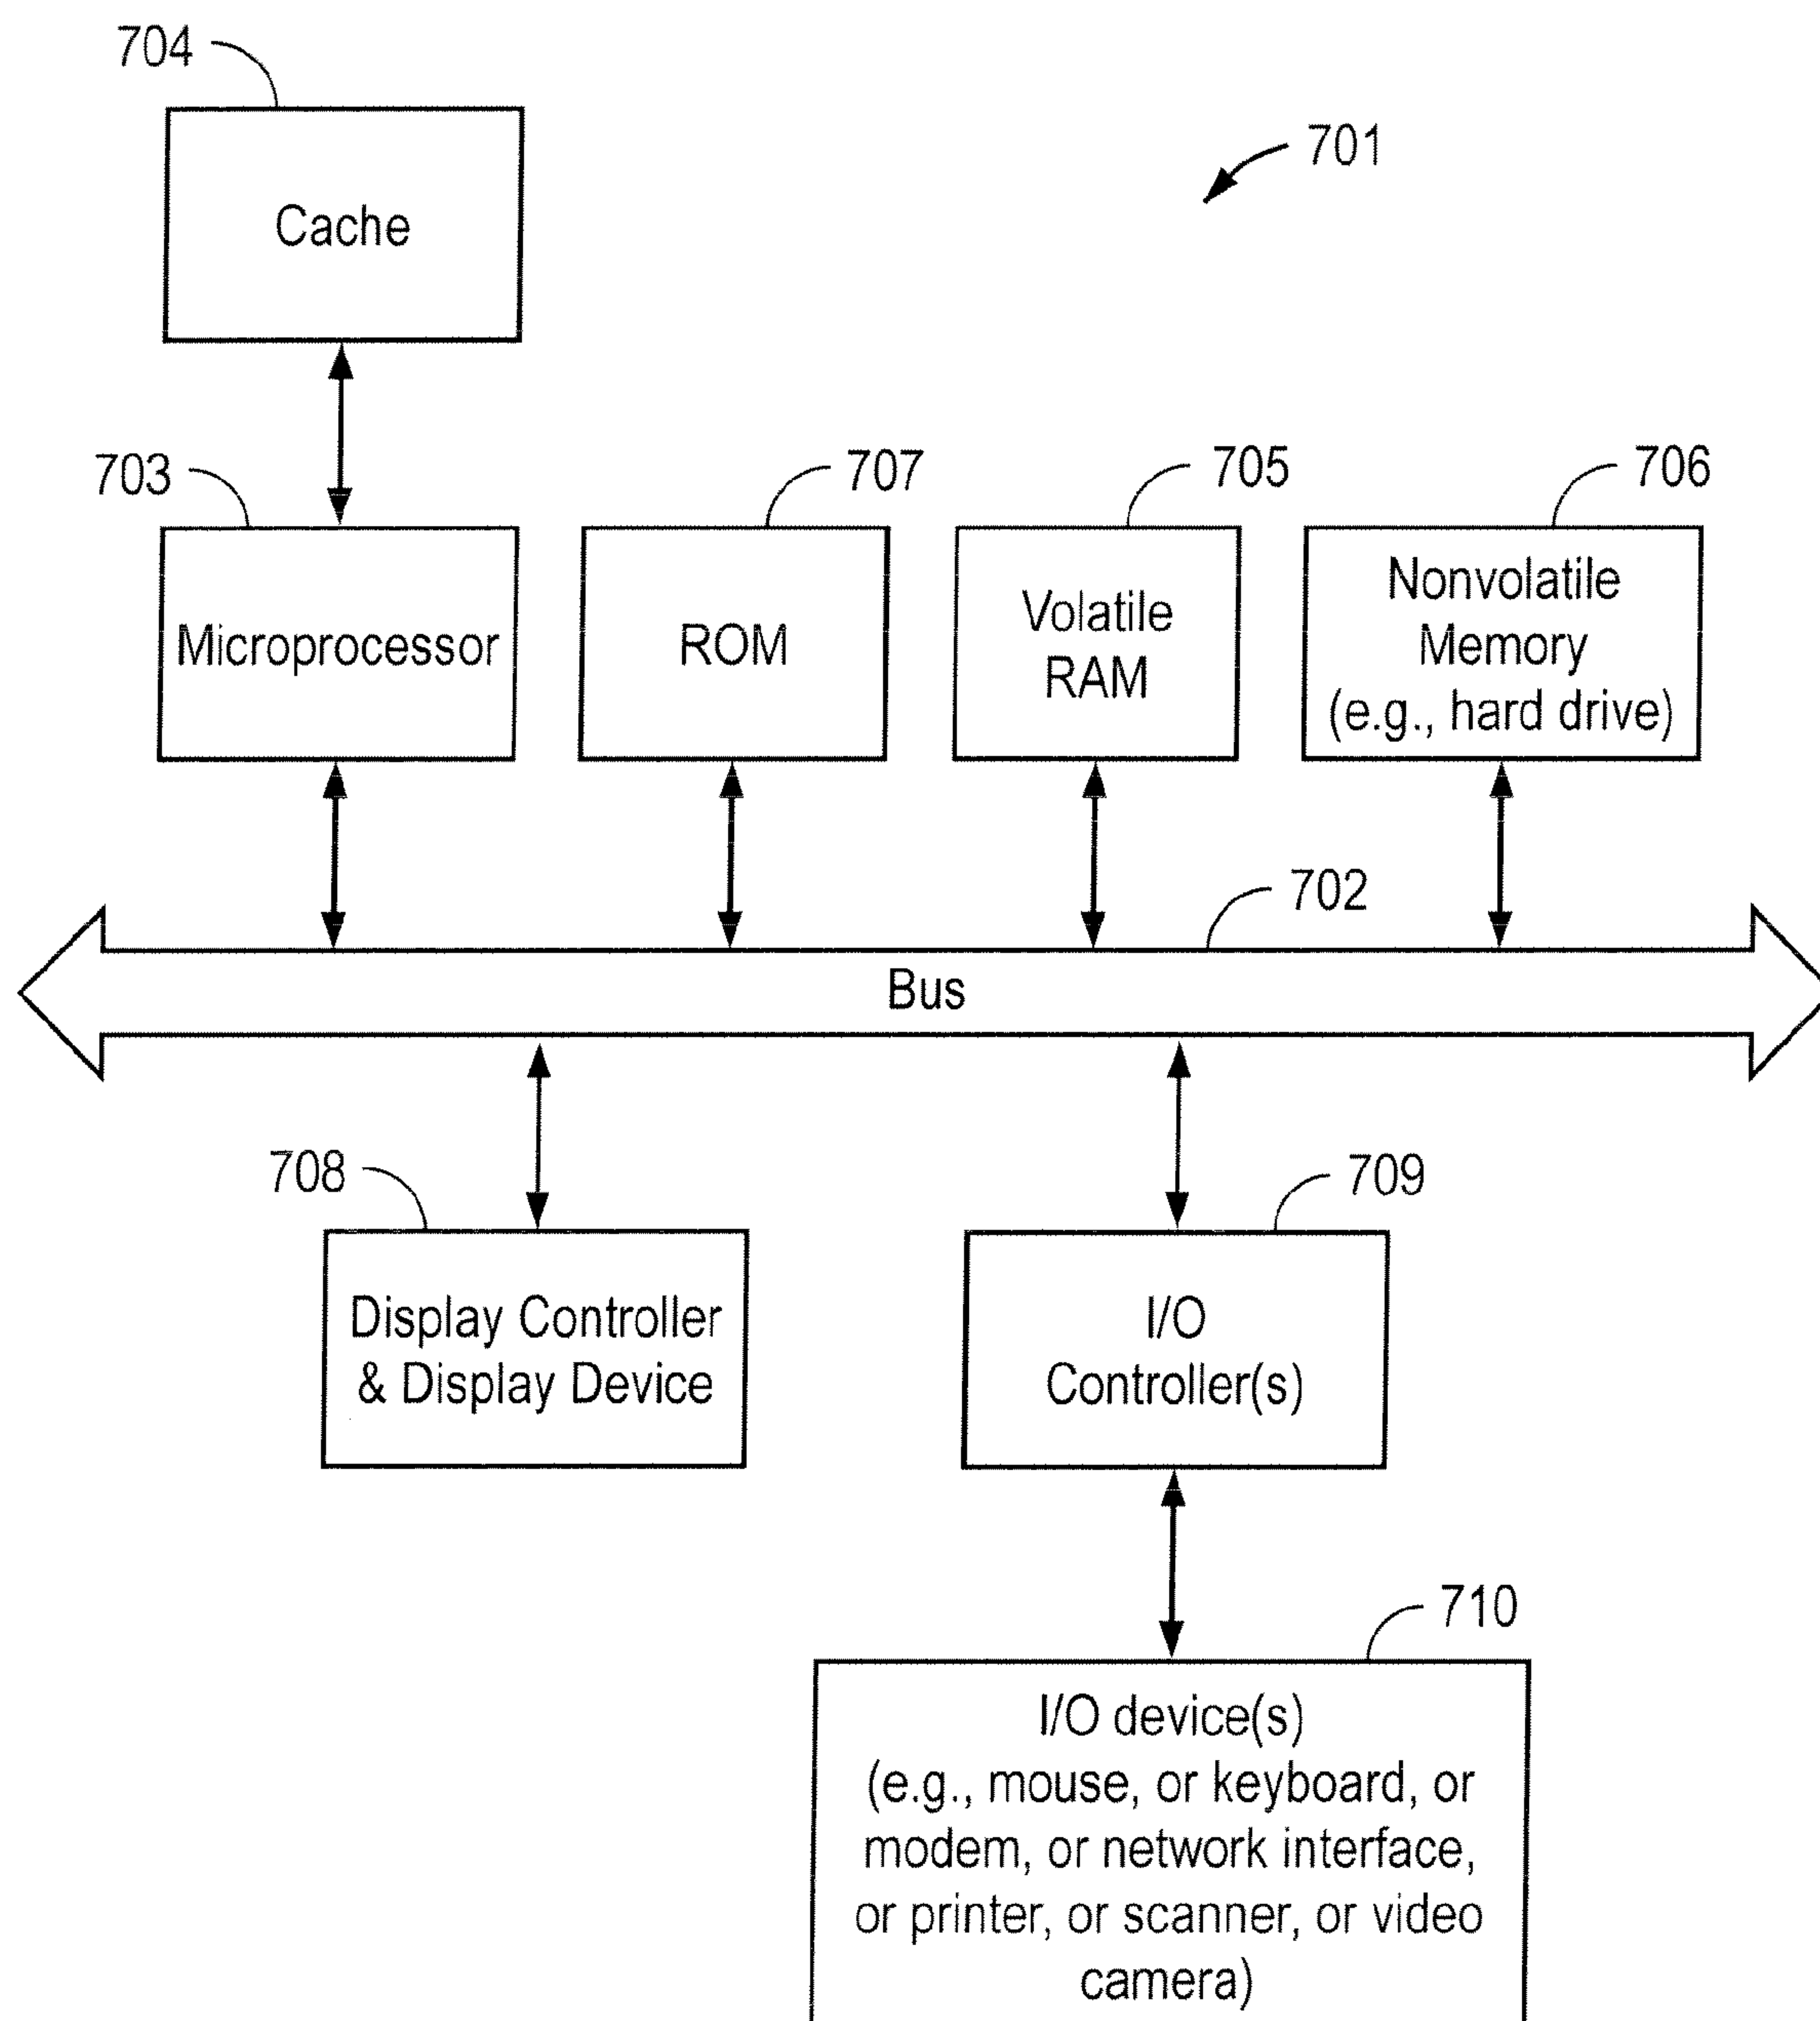 704
701
Cache
703
707
705
706
Microprocessor
ROM
Volatile
RAM
Nonvolatile
Memory
(e.g., hard drive)
702
Bus
708
709
Display Controller
& Display Device
I/O
Controller(s)
710
I/O device(s)
(e.g., mouse, or keyboard, or
modem, or network interface,
or printer, or scanner, or video
camera)